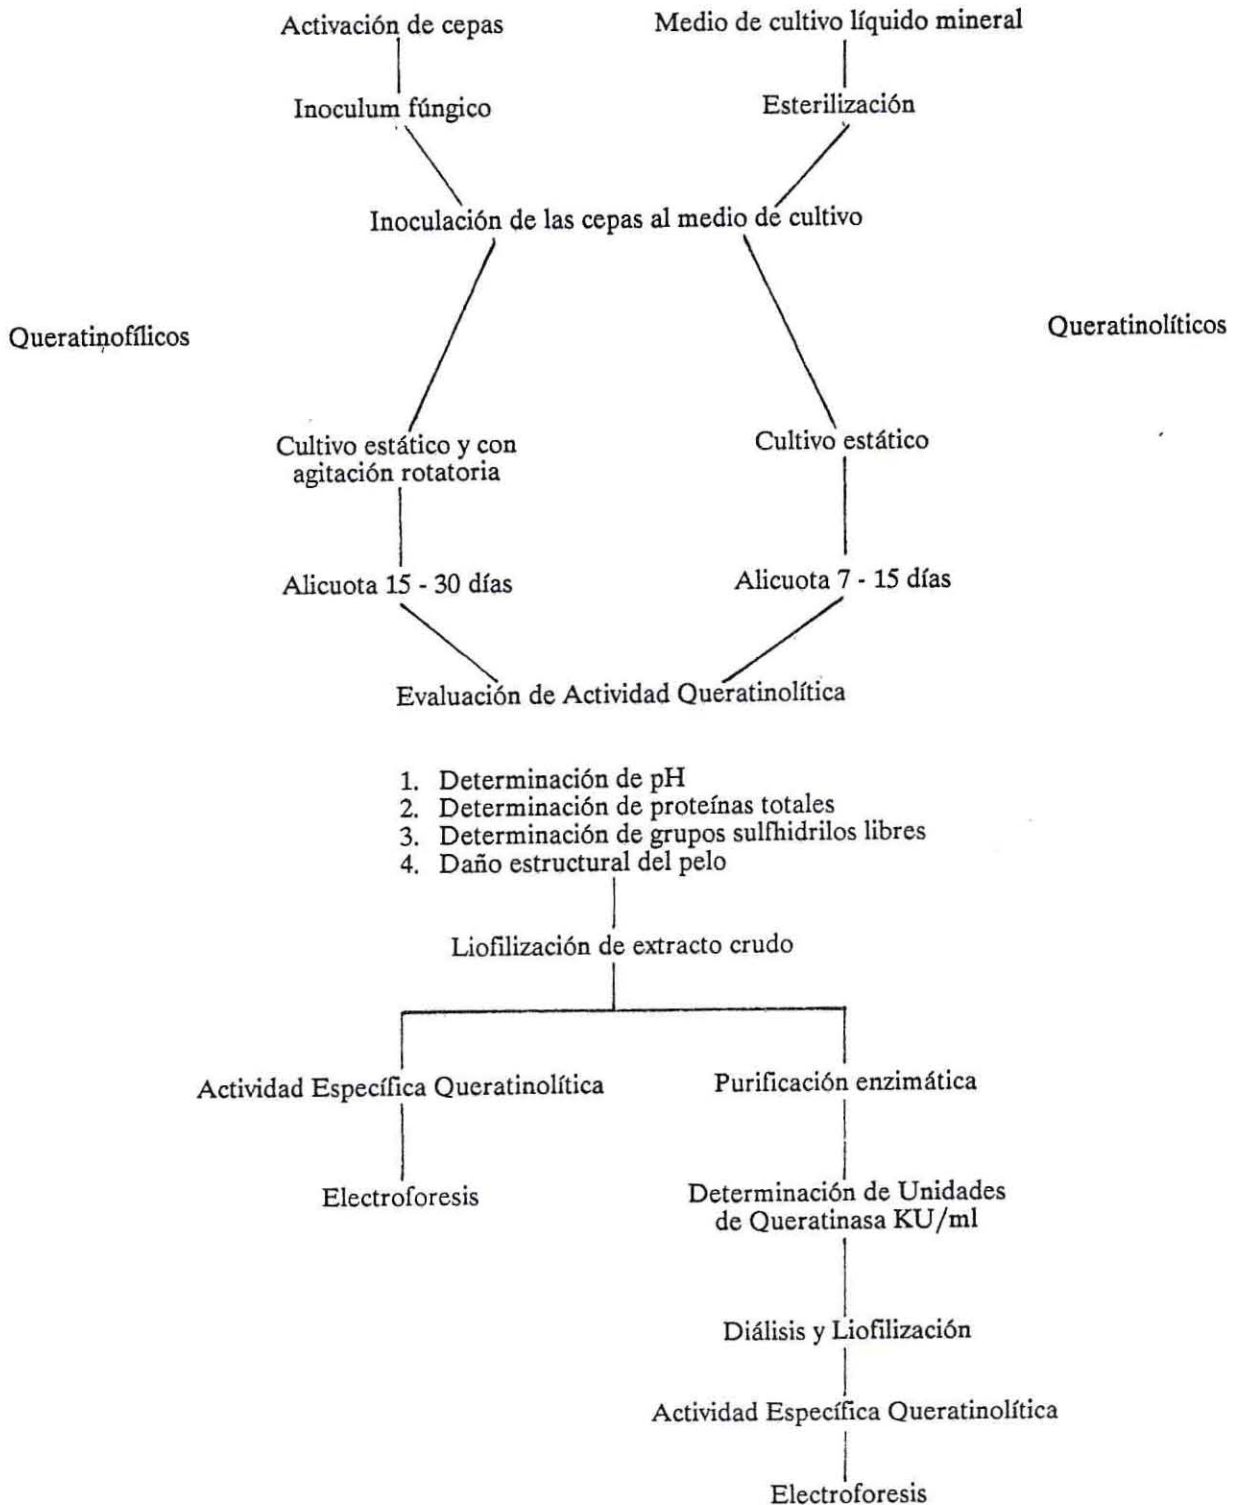 Activación de cepas
Medio de cultivo líquido mineral
Inoculum fúngico
Esterilización
Inoculación de las cepas al medio de cultivo
Queratinofílicos
Queratinolíticos
Cultivo estático y con
agitación rotatoria
Cultivo estático
Alicuota 15 - 30 días
Alicuota 7 - 15 días
Evaluación de Actividad Queratinolítica
1. Determinación de pH
2. Determinación de proteínas totales
3. Determinación de grupos sulfhidrilos libres
4. Daño estructural del pelo
Liofilización de extracto crudo
Actividad Específica Queratinolítica
Electroforesis
Purificación enzimática
Determinación de Unidades
de Queratinasa KU/ml
Diálisis y Liofilización
Actividad Específica Queratinolítica
Electroforesis